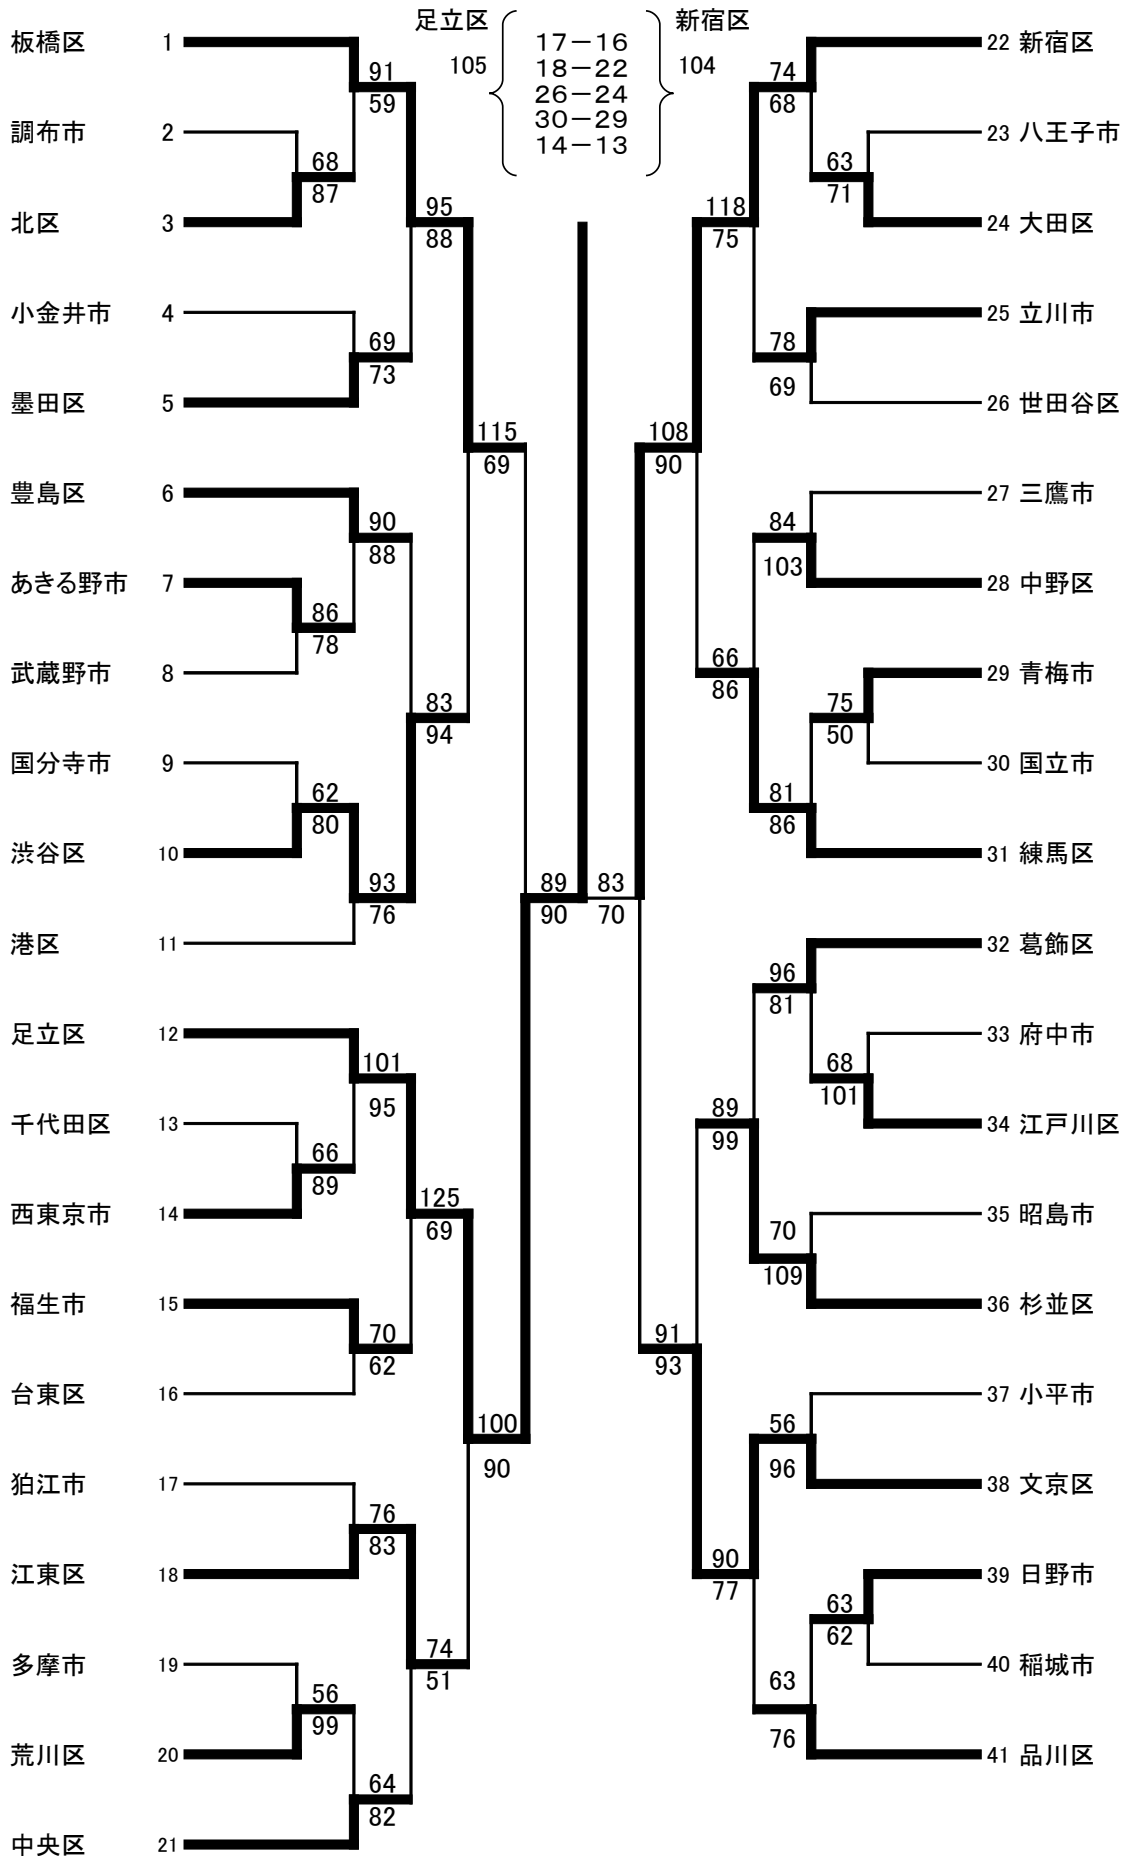 足立区 新宿区
105 104
17－16
18－22
26－24
30－29
14－13
板橋区 1
91
59
調布市 2
68
87
北区 3
95
88
小金井市 4
69
73
墨田区 5
115
69
豊島区 6
90
88
あきる野市 7
86
78
武蔵野市 8
83
94
国分寺市 9
62
80
渋谷区 10
93
76
港区 11
89
90
足立区 12
101
95
千代田区 13
66
89
西東京市 14
125
69
福生市 15
70
62
台東区 16
100
90
狛江市 17
76
83
江東区 18
74
51
多摩市 19
56
99
荒川区 20
64
82
中央区 21
83
70
22 新宿区
74
68
23 八王子市
63
71
24 大田区
118
75
25 立川市
78
69
26 世田谷区
108
90
27 三鷹市
84
103
28 中野区
66
86
29 青梅市
75
50
30 国立市
81
86
31 練馬区
32 葛飾区
96
81
33 府中市
68
101
34 江戸川区
89
99
35 昭島市
70
109
36 杉並区
91
93
37 小平市
56
96
38 文京区
90
77
39 日野市
63
62
40 稲城市
63
76
41 品川区